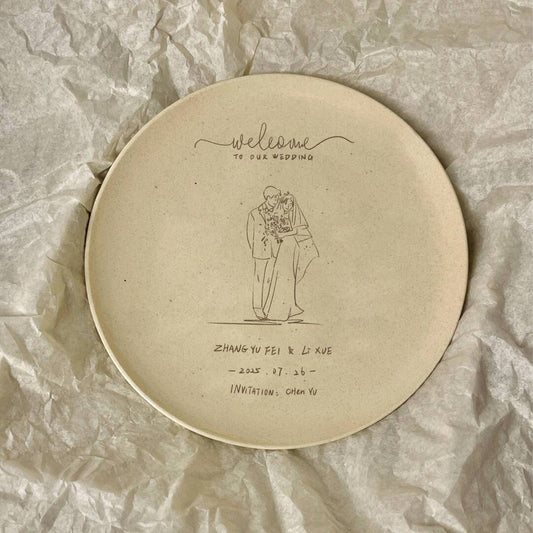 welcome
TO OUR WEDDING
ZHANG YU FEI & Li XUE
- 2025 . 07 . 26 -
INVITATION: CHEN YU